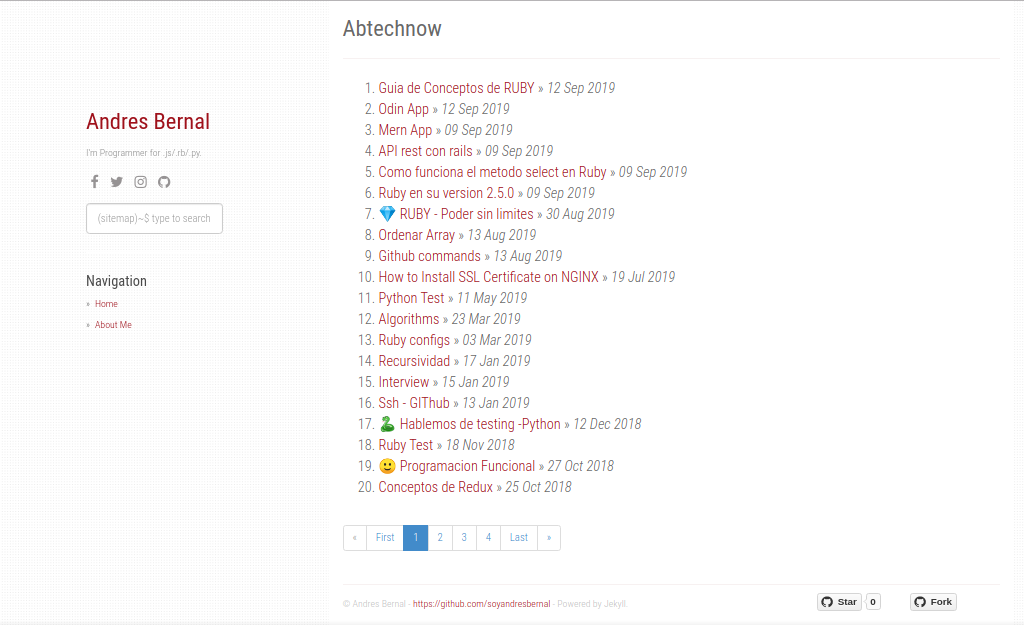 Abtechnow
Andres Bernal
I'm Programmer for .js/.rb/.py.
(sitemap)~$ type to search
Navigation
» Home
» About Me
1. Guia de Conceptos de RUBY » 12 Sep 2019
2. Odin App » 12 Sep 2019
3. Mern App » 09 Sep 2019
4. API rest con rails » 09 Sep 2019
5. Como funciona el metodo select en Ruby » 09 Sep 2019
6. Ruby en su version 2.5.0 » 09 Sep 2019
7. 💎 RUBY - Poder sin limites » 30 Aug 2019
8. Ordenar Array » 13 Aug 2019
9. Github commands » 13 Aug 2019
10. How to Install SSL Certificate on NGINX » 19 Jul 2019
11. Python Test » 11 May 2019
12. Algorithms » 23 Mar 2019
13. Ruby configs » 03 Mar 2019
14. Recursividad » 17 Jan 2019
15. Interview » 15 Jan 2019
16. Ssh - GIThub » 13 Jan 2019
17. 🐍 Hablemos de testing -Python » 12 Dec 2018
18. Ruby Test » 18 Nov 2018
19. 🙂 Programacion Funcional » 27 Oct 2018
20. Conceptos de Redux » 25 Oct 2018
« First 1 2 3 4 Last »
© Andres Bernal - https://github.com/soyandresbernal - Powered by Jekyll. Star 0 Fork